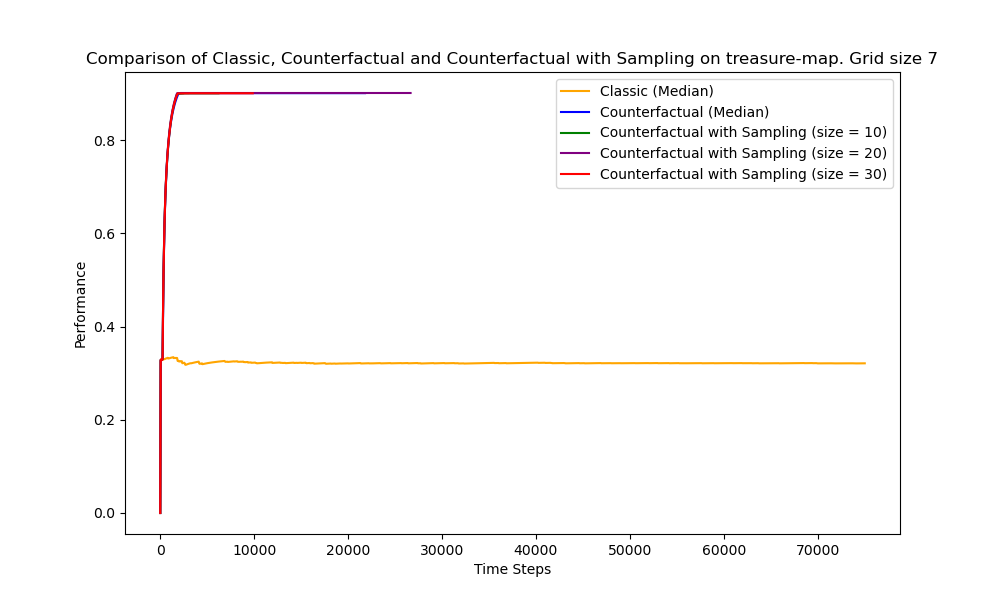 Comparison of Classic, Counterfactual and Counterfactual with Sampling on treasure-map. Grid size 7
Classic (Median)
Counterfactual (Median)
Counterfactual with Sampling (size = 10)
Counterfactual with Sampling (size = 20)
Counterfactual with Sampling (size = 30)
Performance
0.8
0.6
0.4
0.2
0.0
0 10000 20000 30000 40000 50000 60000 70000
Time Steps